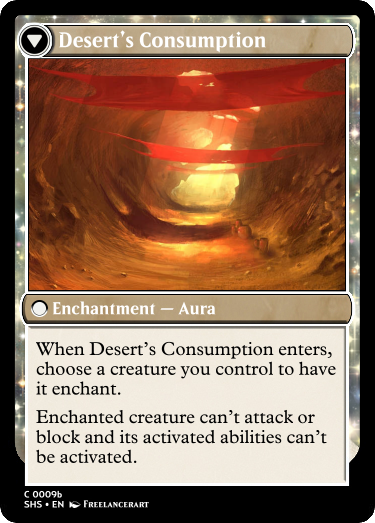 Desert's Consumption
Enchantment — Aura
When Desert's Consumption enters,
choose a creature you control to have
it enchant.
Enchanted creature can't attack or
block and its activated abilities can't
be activated.
C 0009b
SHS • EN Freelancerart